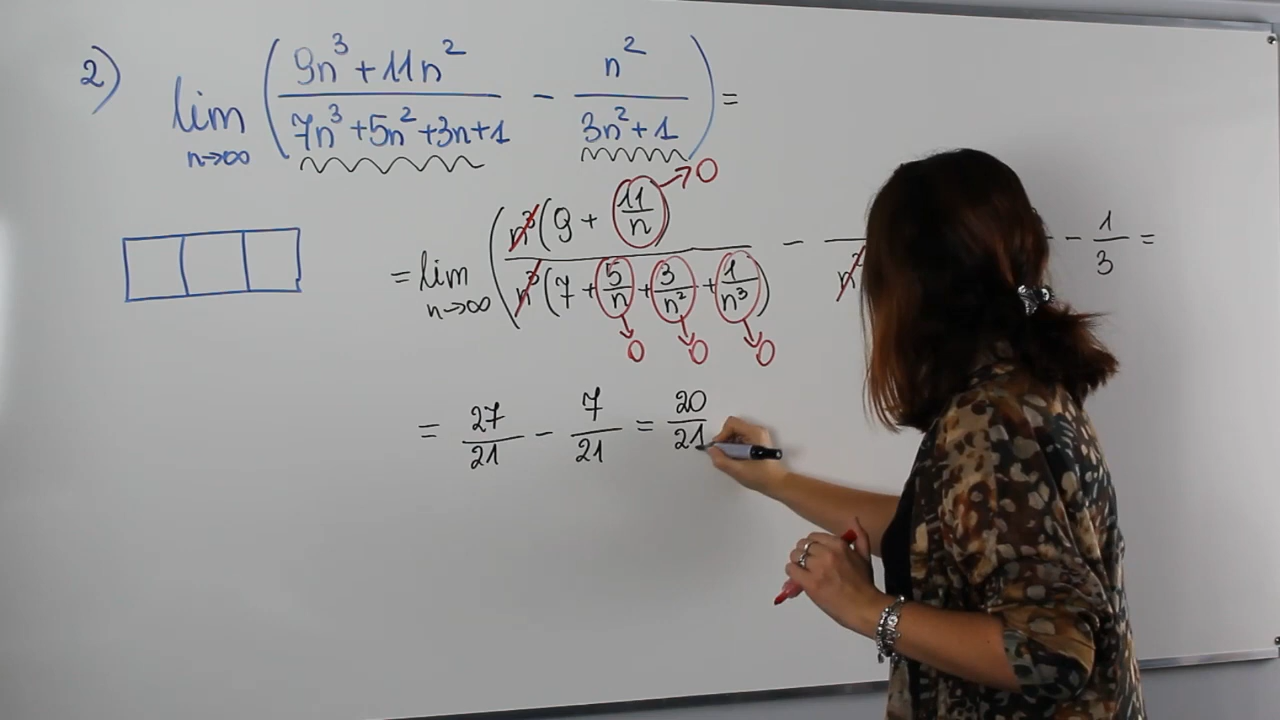 2) lim n→∞ ( (9n³+11n²)/(7n³+5n²+3n+1) − n²/(3n²+1) ) =
= lim n→∞ ( n³(9 + 11/n)/(n³(7 + 5/n + 3/n² + 1/n³)) − n² − 1/3 =
→0
→0 →0 →0
= 27/21 − 7/21 = 20/21